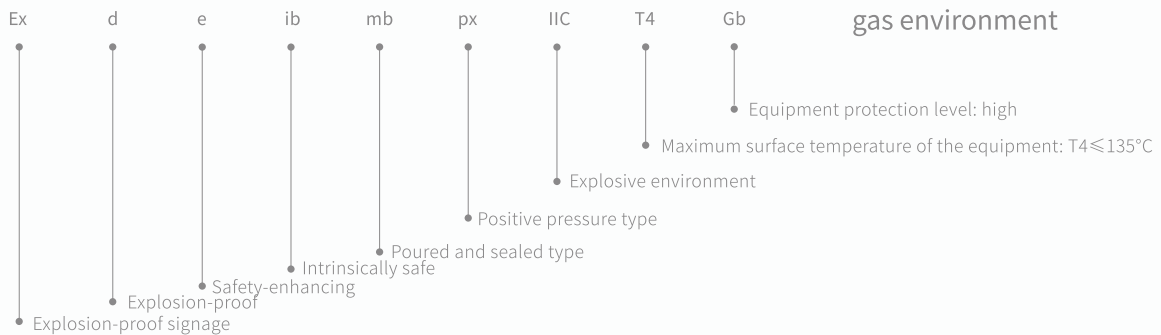 Ex d e ib mb px IIC T4 Gb gas environment
Equipment protection level: high
Maximum surface temperature of the equipment: T4≤135℃
Explosive environment
Positive pressure type
Poured and sealed type
Intrinsically safe
Safety-enhancing
Explosion-proof
Explosion-proof signage